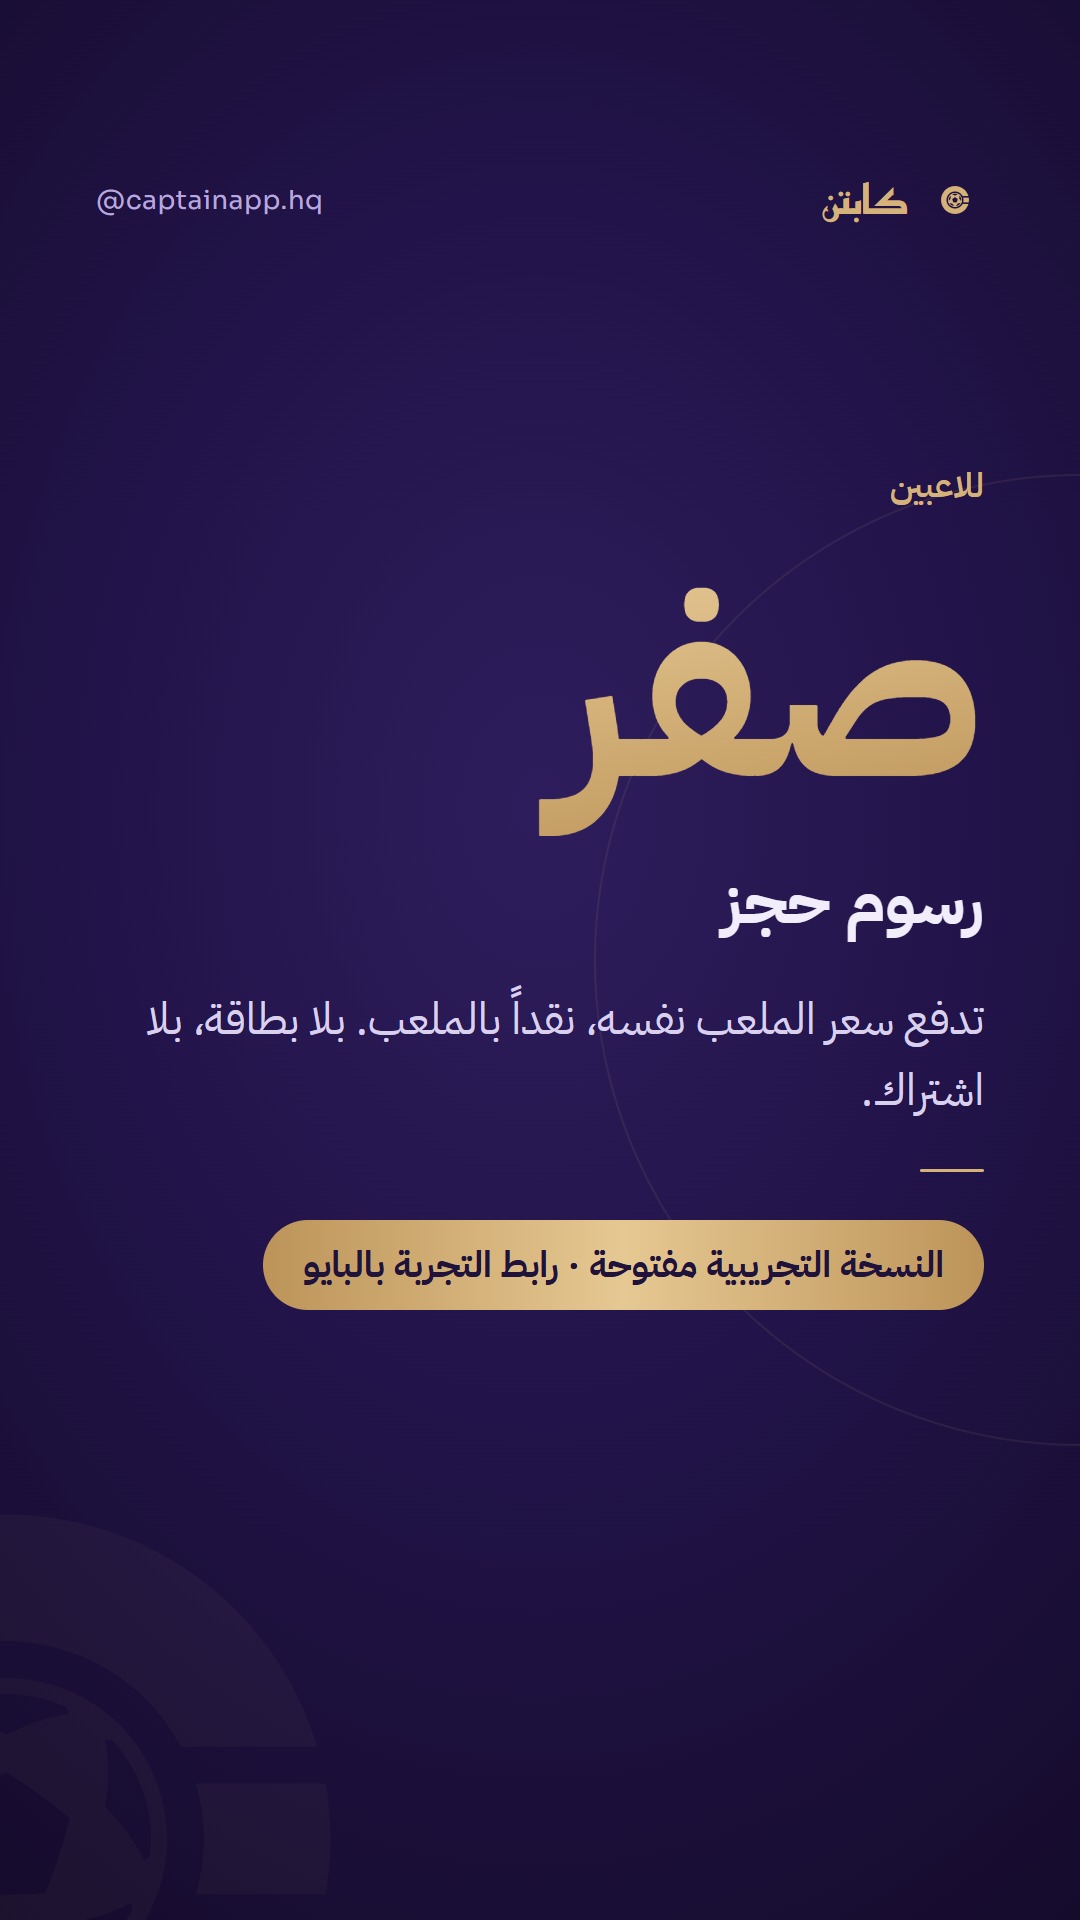 كابتن
@captainapp.hq
للاعبين
صفر
رسوم حجز
تدفع سعر الملعب نفسه، نقداً بالملعب. بلا بطاقة، بلا
اشتراك.
النسخة التجريبية مفتوحة · رابط التجربة بالبايو